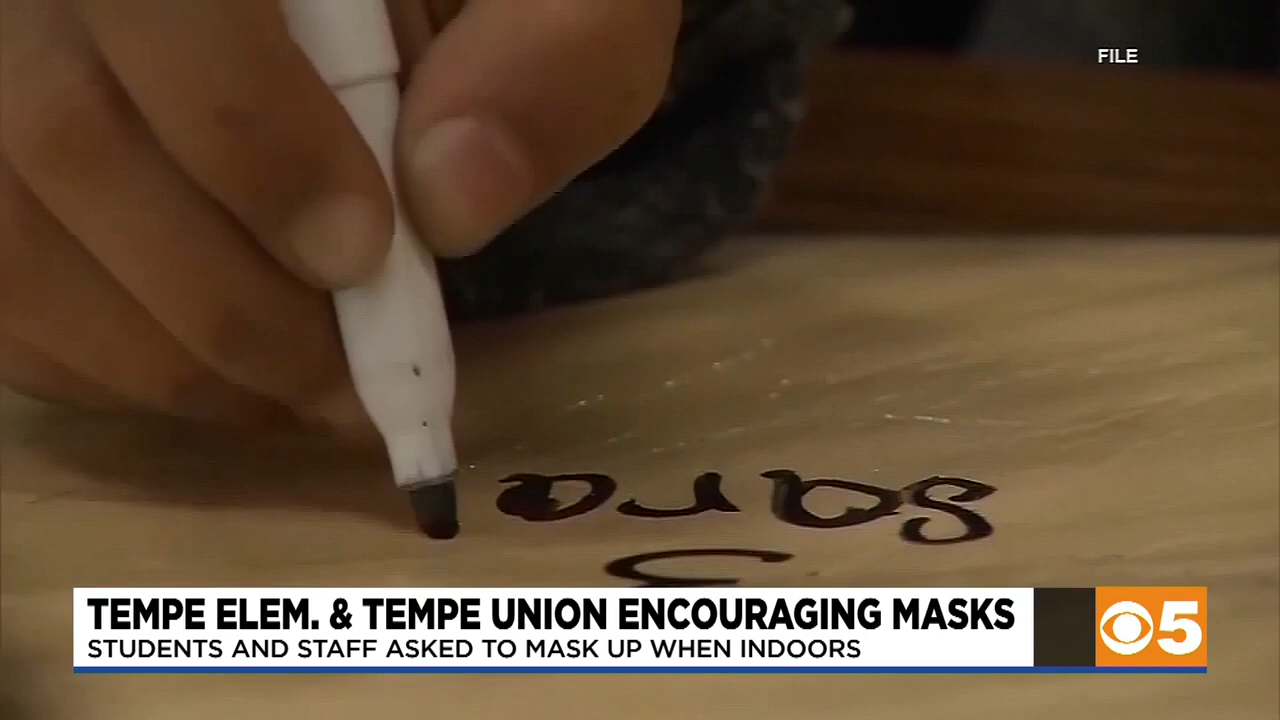 FILE
sara
TEMPE ELEM. & TEMPE UNION ENCOURAGING MASKS
STUDENTS AND STAFF ASKED TO MASK UP WHEN INDOORS
5